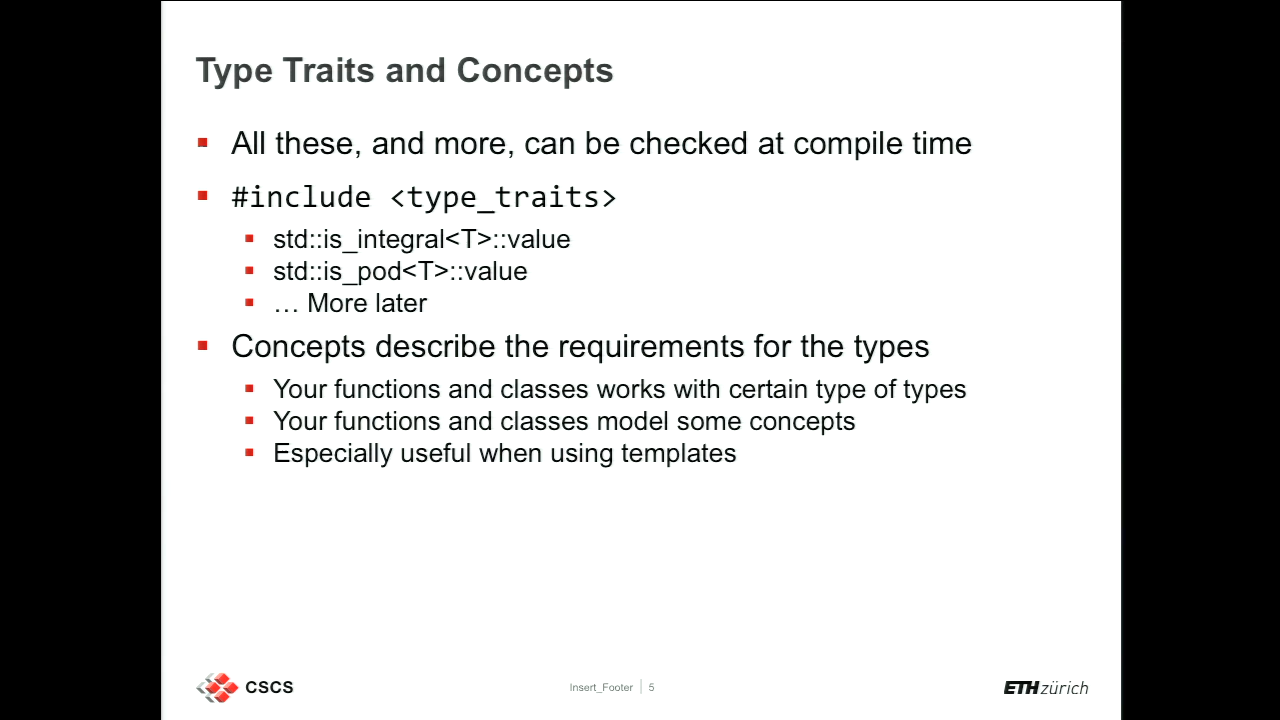 Type Traits and Concepts
All these, and more, can be checked at compile time
#include <type_traits>
std::is_integral<T>::value
std::is_pod<T>::value
… More later
Concepts describe the requirements for the types
Your functions and classes works with certain type of types
Your functions and classes model some concepts
Especially useful when using templates
CSCS
Insert_Footer | 5
ETH zürich